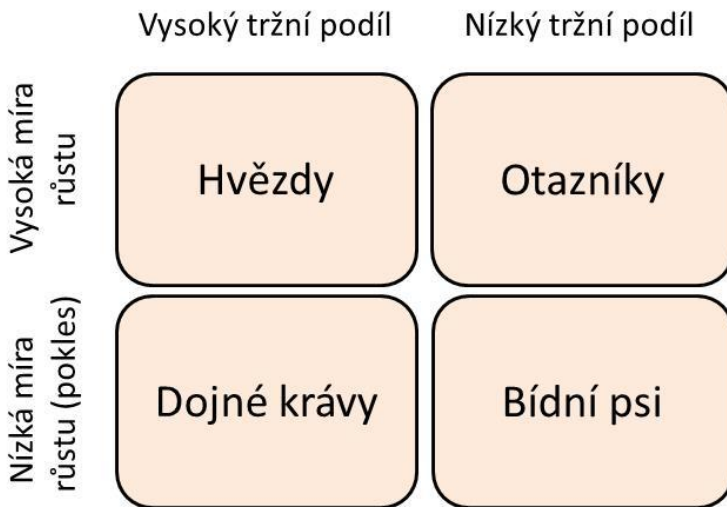 Vysoký tržní podíl
Nízký tržní podíl
Vysoká míra
růstu
Hvězdy
Otazníky
Nízká míra
růstu (pokles)
Dojné krávy
Bídní psi